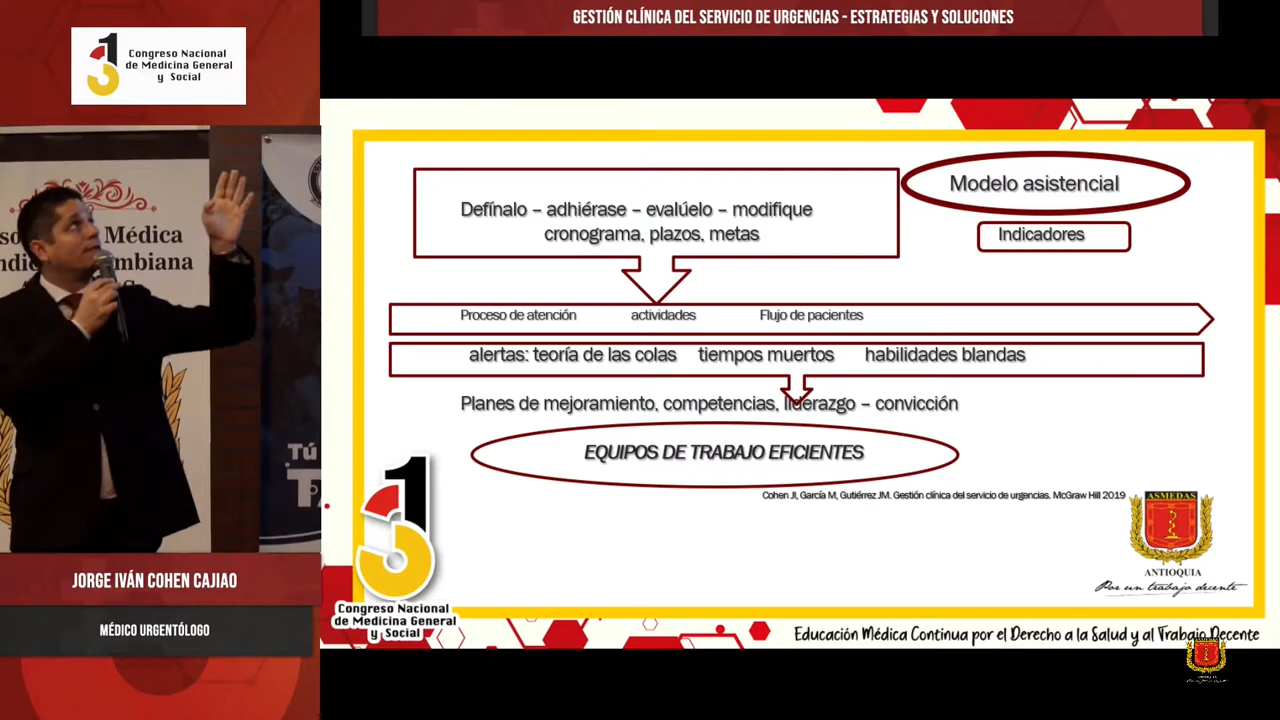 GESTIÓN CLÍNICA DEL SERVICIO DE URGENCIAS - ESTRATEGIAS Y SOLUCIONES
31
Congreso Nacional
de Medicina General
y Social
Médica
Tú
JORGE IVÁN COHEN CAJIAO
MÉDICO URGENTÓLOGO
Modelo asistencial
Indicadores
Defínalo – adhiérase – evalúelo – modifique
cronograma, plazos, metas
Proceso de atención actividades Flujo de pacientes
alertas: teoría de las colas tiempos muertos habilidades blandas
Planes de mejoramiento, competencias, liderazgo – convicción
EQUIPOS DE TRABAJO EFICIENTES
Cohen JI, García M, Gutiérrez JM. Gestión clínica del servicio de urgencias. McGraw Hill 2019
31
Congreso Nacional
de Medicina General
y Social
ASMEDAS
ANTIOQUIA
Por un trabajo decente
Educación Médica Continua por el Derecho a la Salud y al Trabajo Decente